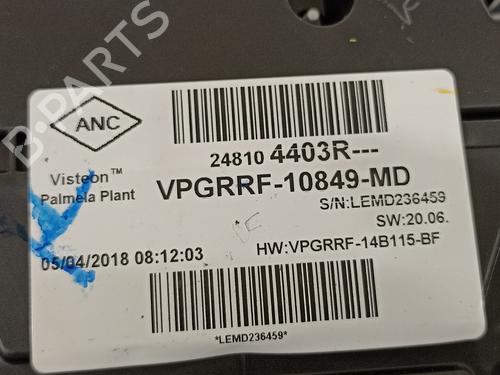 B-PARTS
ANC
24810 4403R---
Visteon™
Palmela Plant
VPGRRF-10849-MD
S/N:LEMD236459
SW:20.06.
05/04/2018 08:12:03
HW:VPGRRF-14B115-BF
*LEMD236459*